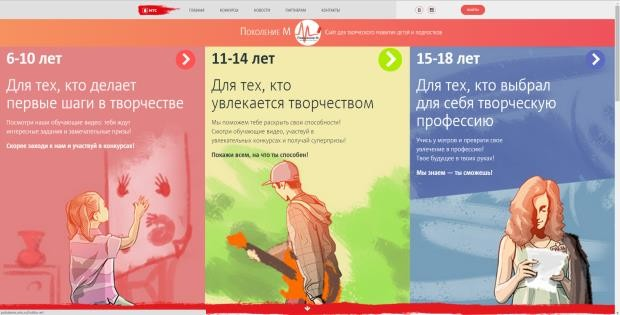 МТС
ГЛАВНАЯ КОНКУРСЫ НОВОСТИ ПАРТНЕРАМ КОНТАКТЫ
ВОЙТИ
Поколение М
Сайт для творческого развития детей и подростков
6-10 лет
Для тех, кто делает
первые шаги в творчестве
Посмотри наши обучающие видео: тебя ждут
интересные задания и замечательные призы!
Скорее заходи к нам и участвуй в конкурсах!
11-14 лет
Для тех, кто
увлекается творчеством
Мы поможем тебе раскрыть свои способности!
Смотри обучающие видео, участвуй в
увлекательных конкурсах и получай суперпризы!
Покажи всем, на что ты способен!
15-18 лет
Для тех, кто выбрал
для себя творческую
профессию
Учись у мэтров и преврати свое
увлечение в профессию!
Твое будущее в твоих руках!
Мы знаем — ты сможешь!